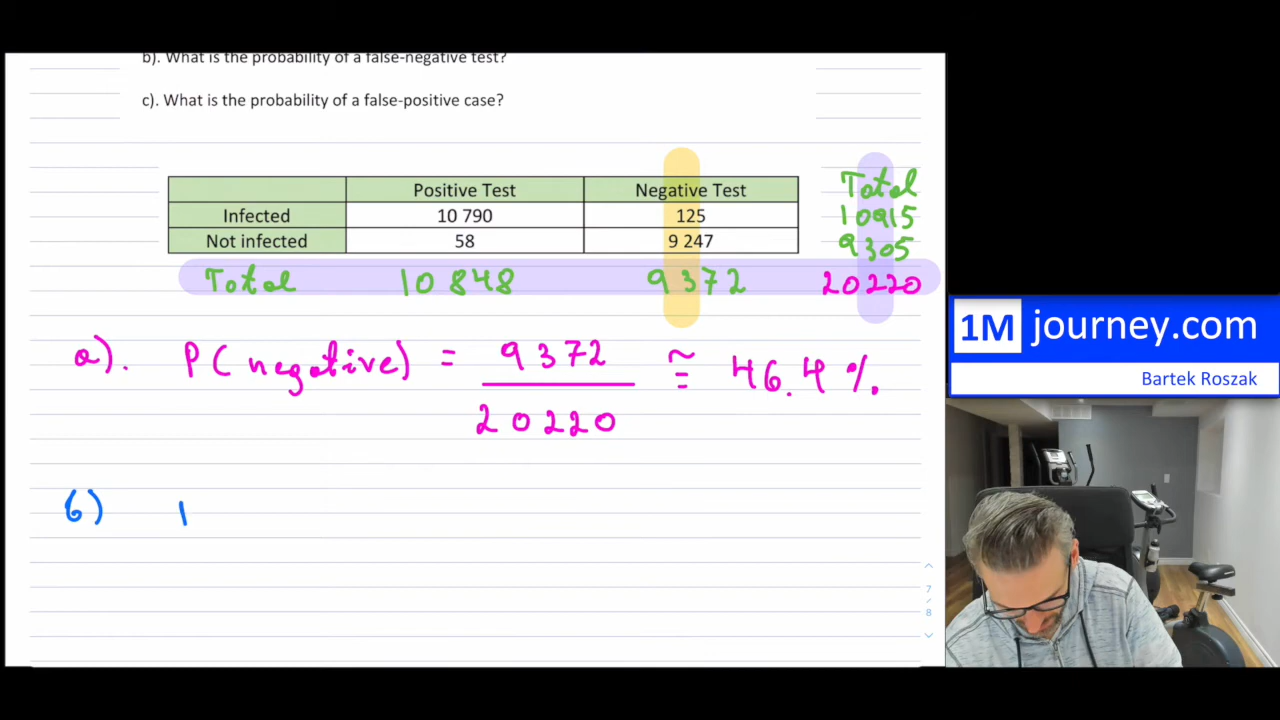 b). What is the probability of a false-negative test?
c). What is the probability of a false-positive case?
Positive Test Negative Test Total
Infected 10 790 125 10915
Not infected 58 9 247 9305
Total 10 848 9372 20220
a). P(negative) = 9372 / 20220 ≅ 46.4 %
b)
1M journey.com
Bartek Roszak
7
/
8